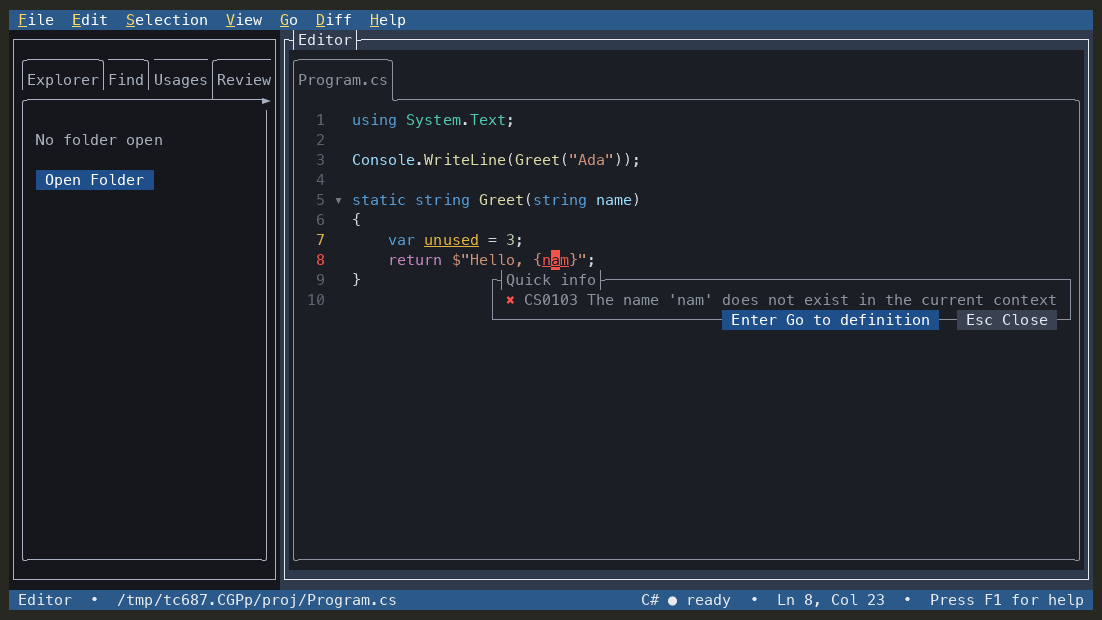 File  Edit  Selection  View  Go  Diff  Help
Editor
Explorer Find Usages Review
Program.cs
No folder open
Open Folder
1 using System.Text;
2
3 Console.WriteLine(Greet("Ada"));
4
5 ▾ static string Greet(string name)
6 {
7     var unused = 3;
8     return $"Hello, {nam}";
9 }
10
Quick info
✖ CS0103 The name 'nam' does not exist in the current context
Enter Go to definition  Esc Close
Editor • /tmp/tc687.CGPp/proj/Program.cs  C# ● ready • Ln 8, Col 23 • Press F1 for help